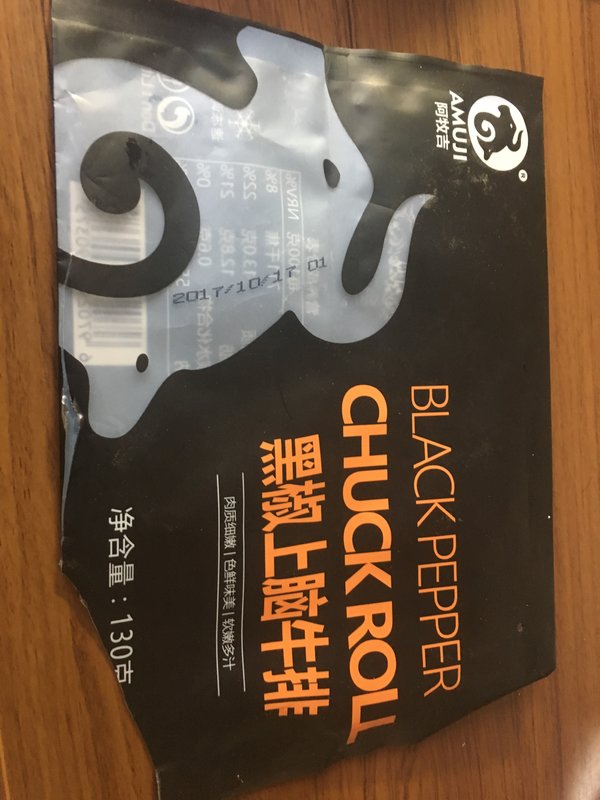 AMUJI
阿牧吉
®
2017/10/17 01
BLACK PEPPER
CHUCK ROLL
黑椒上脑牛排
肉质细嫩 | 色鲜味美 | 软嫩多汁
净含量：130克